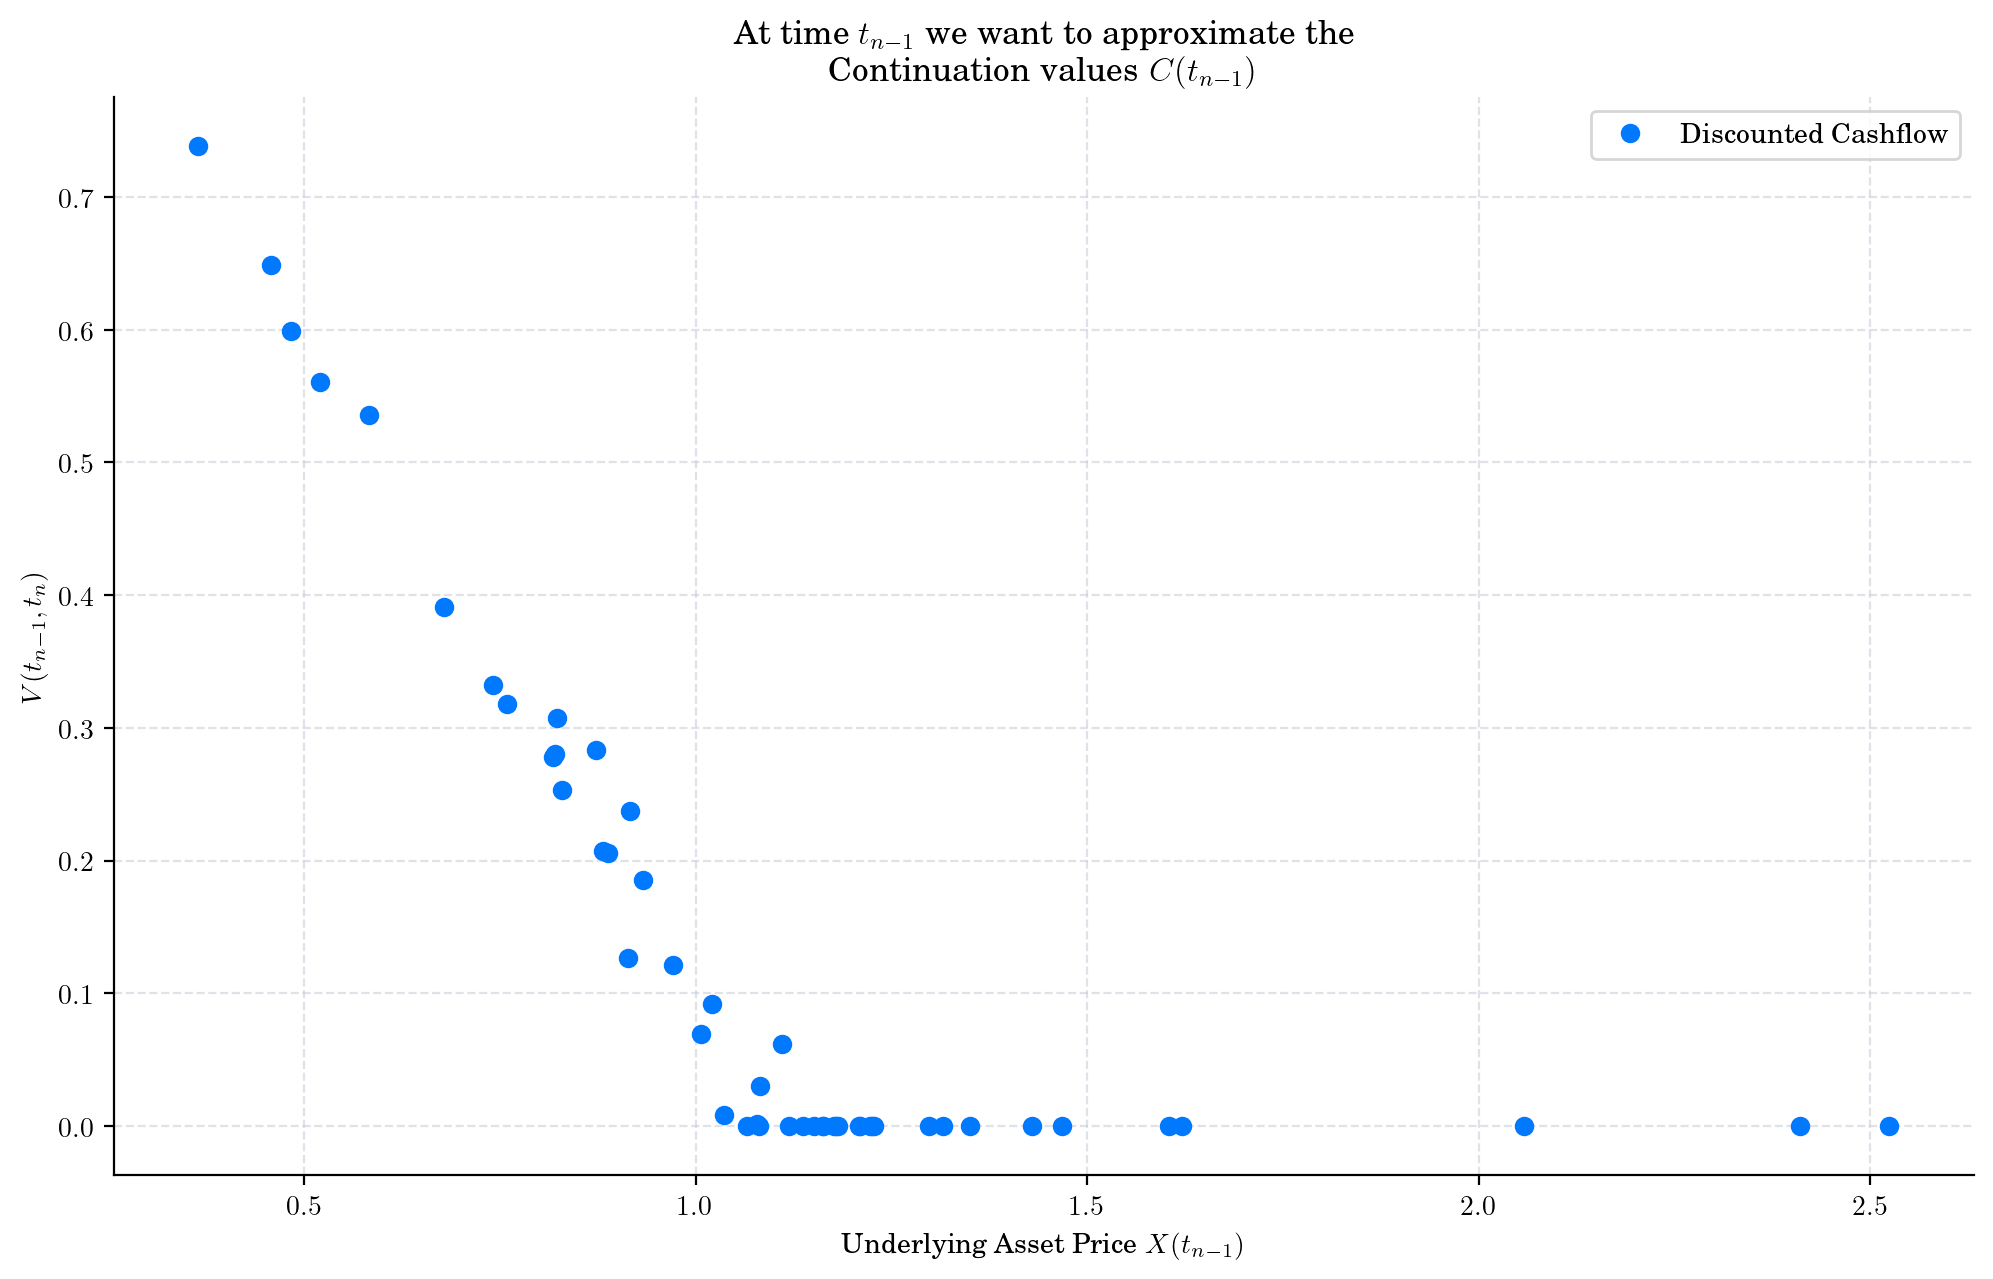 At time $t_{n-1}$ we want to approximate the
Continuation values $C(t_{n-1})$
Discounted Cashflow
0.7
0.6
0.5
0.4
0.3
0.2
0.1
0.0
$V(t_{n-1}, t_n)$
0.5
1.0
1.5
2.0
2.5
Underlying Asset Price $X(t_{n-1})$